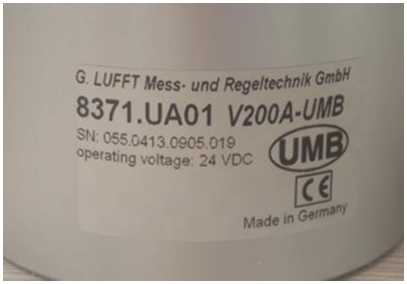 G. LUFFT Mess- und Regeltechnik GmbH
8371.UA01 V200A-UMB
SN: 055.0413.0905.019
operating voltage: 24 VDC
UMB
CE
Made in Germany